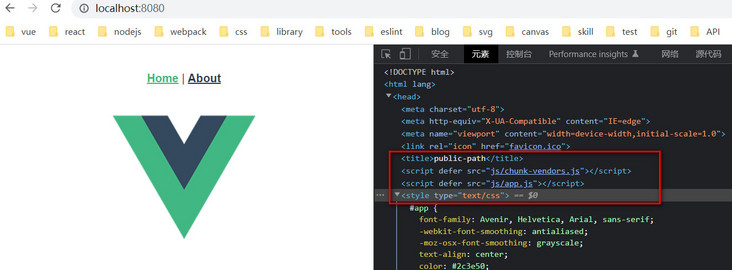 localhost:8080
vue react nodejs webpack css library tools eslint blog svg canvas skill test git API
Home | About
安全 元素 控制台 Performance insights 网络 源代码
<!DOCTYPE html>
<html lang>
<head>
<meta charset="utf-8">
<meta http-equiv="X-UA-Compatible" content="IE=edge">
<meta name="viewport" content="width=device-width,initial-scale=1.0">
<link rel="icon" href="favicon.ico">
<title>public-path</title>
<script defer src="js/chunk-vendors.js"></script>
<script defer src="js/app.js"></script>
<style type="text/css"> == $0
#app {
font-family: Avenir, Helvetica, Arial, sans-serif;
-webkit-font-smoothing: antialiased;
-moz-osx-font-smoothing: grayscale;
text-align: center;
color: #2c3e50;